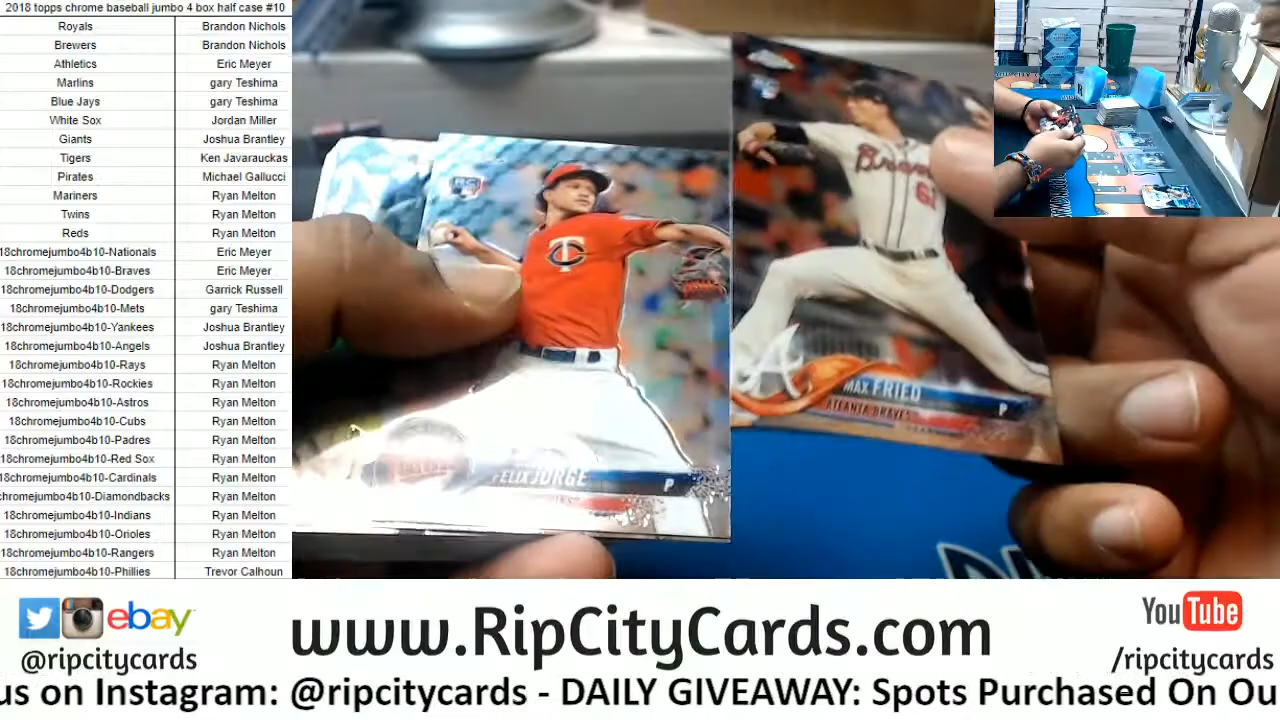 2018 topps chrome baseball jumbo 4 box half case #10
Royals Brandon Nichols
Brewers Brandon Nichols
Athletics Eric Meyer
Marlins gary Teshima
Blue Jays gary Teshima
White Sox Jordan Miller
Giants Joshua Brantley
Tigers Ken Javarauckas
Pirates Michael Gallucci
Mariners Ryan Melton
Twins Ryan Melton
Reds Ryan Melton
18chromejumbo4b10-Nationals Eric Meyer
18chromejumbo4b10-Braves Eric Meyer
18chromejumbo4b10-Dodgers Garrick Russell
18chromejumbo4b10-Mets gary Teshima
18chromejumbo4b10-Yankees Joshua Brantley
18chromejumbo4b10-Angels Joshua Brantley
18chromejumbo4b10-Rays Ryan Melton
18chromejumbo4b10-Rockies Ryan Melton
18chromejumbo4b10-Astros Ryan Melton
18chromejumbo4b10-Cubs Ryan Melton
18chromejumbo4b10-Padres Ryan Melton
18chromejumbo4b10-Red Sox Ryan Melton
18chromejumbo4b10-Cardinals Ryan Melton
chromejumbo4b10-Diamondbacks Ryan Melton
18chromejumbo4b10-Indians Ryan Melton
18chromejumbo4b10-Orioles Ryan Melton
18chromejumbo4b10-Rangers Ryan Melton
18chromejumbo4b10-Phillies Trevor Calhoun
RC
TC
FELIX JORGE
P
Braves
62
A
MAX FRIED
P
ATLANTA BRAVES
ebay
@ripcitycards
www.RipCityCards.com
YouTube
/ripcitycards
us on Instagram: @ripcitycards - DAILY GIVEAWAY: Spots Purchased On Ou